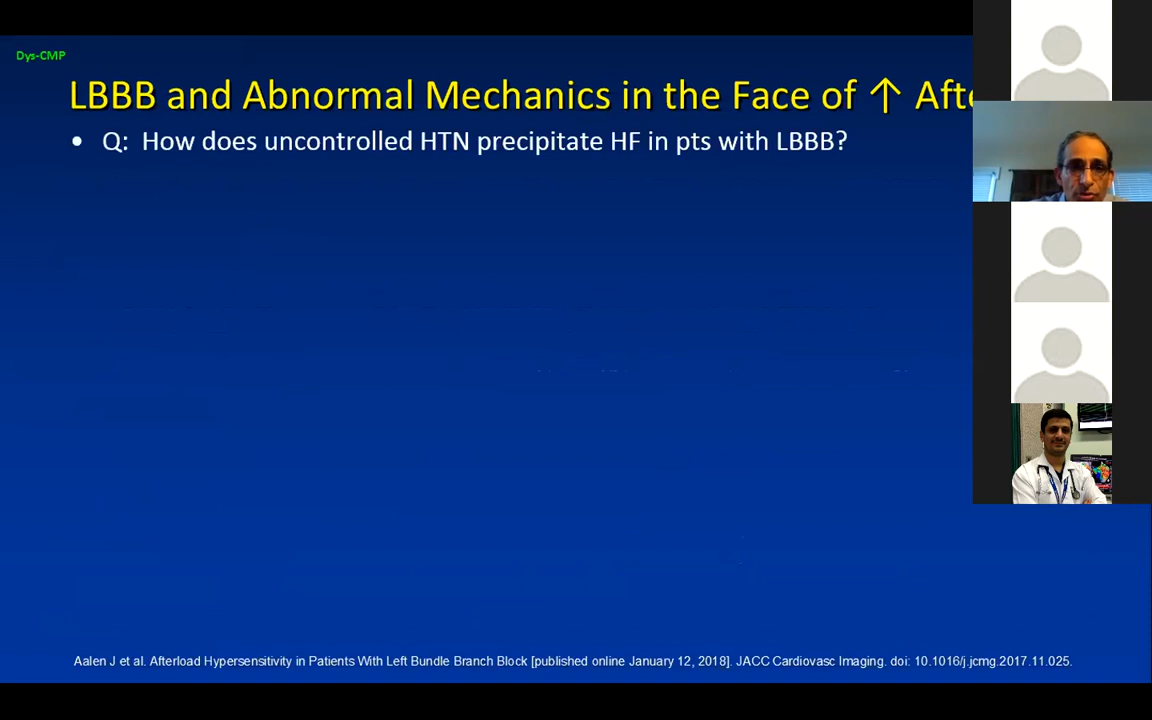 Dys-CMP
LBBB and Abnormal Mechanics in the Face of ↑ Afte
• Q: How does uncontrolled HTN precipitate HF in pts with LBBB?
Aalen J et al. Afterload Hypersensitivity in Patients With Left Bundle Branch Block [published online January 12, 2018]. JACC Cardiovasc Imaging. doi: 10.1016/j.jcmg.2017.11.025.